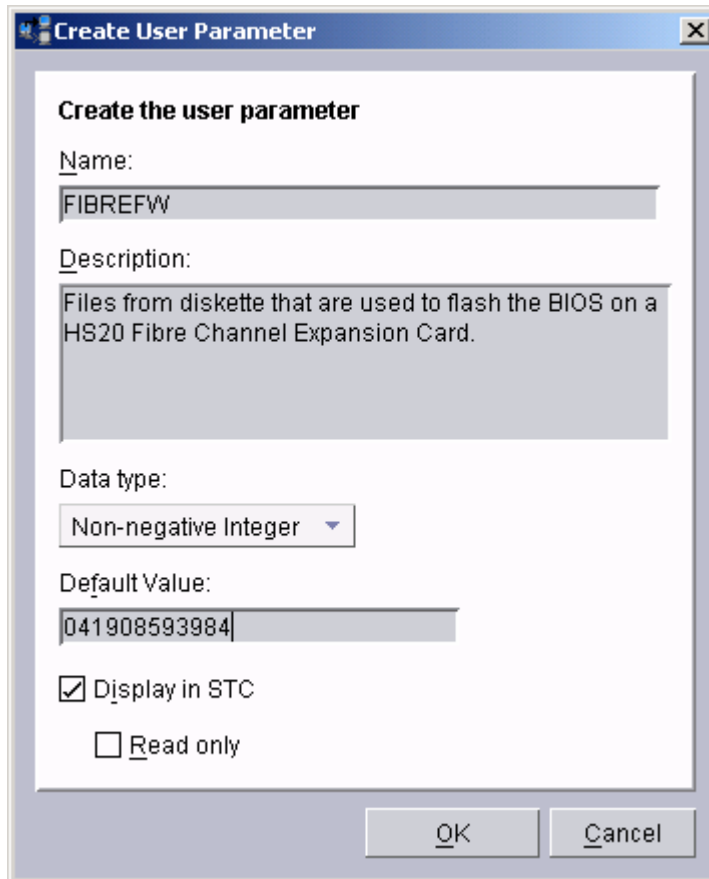 Create User Parameter
Create the user parameter
Name:
FIBREFW
Description:
Files from diskette that are used to flash the BIOS on a
HS20 Fibre Channel Expansion Card.
Data type:
Non-negative Integer
Default Value:
041908593984
Display in STC
Read only
OK
Cancel